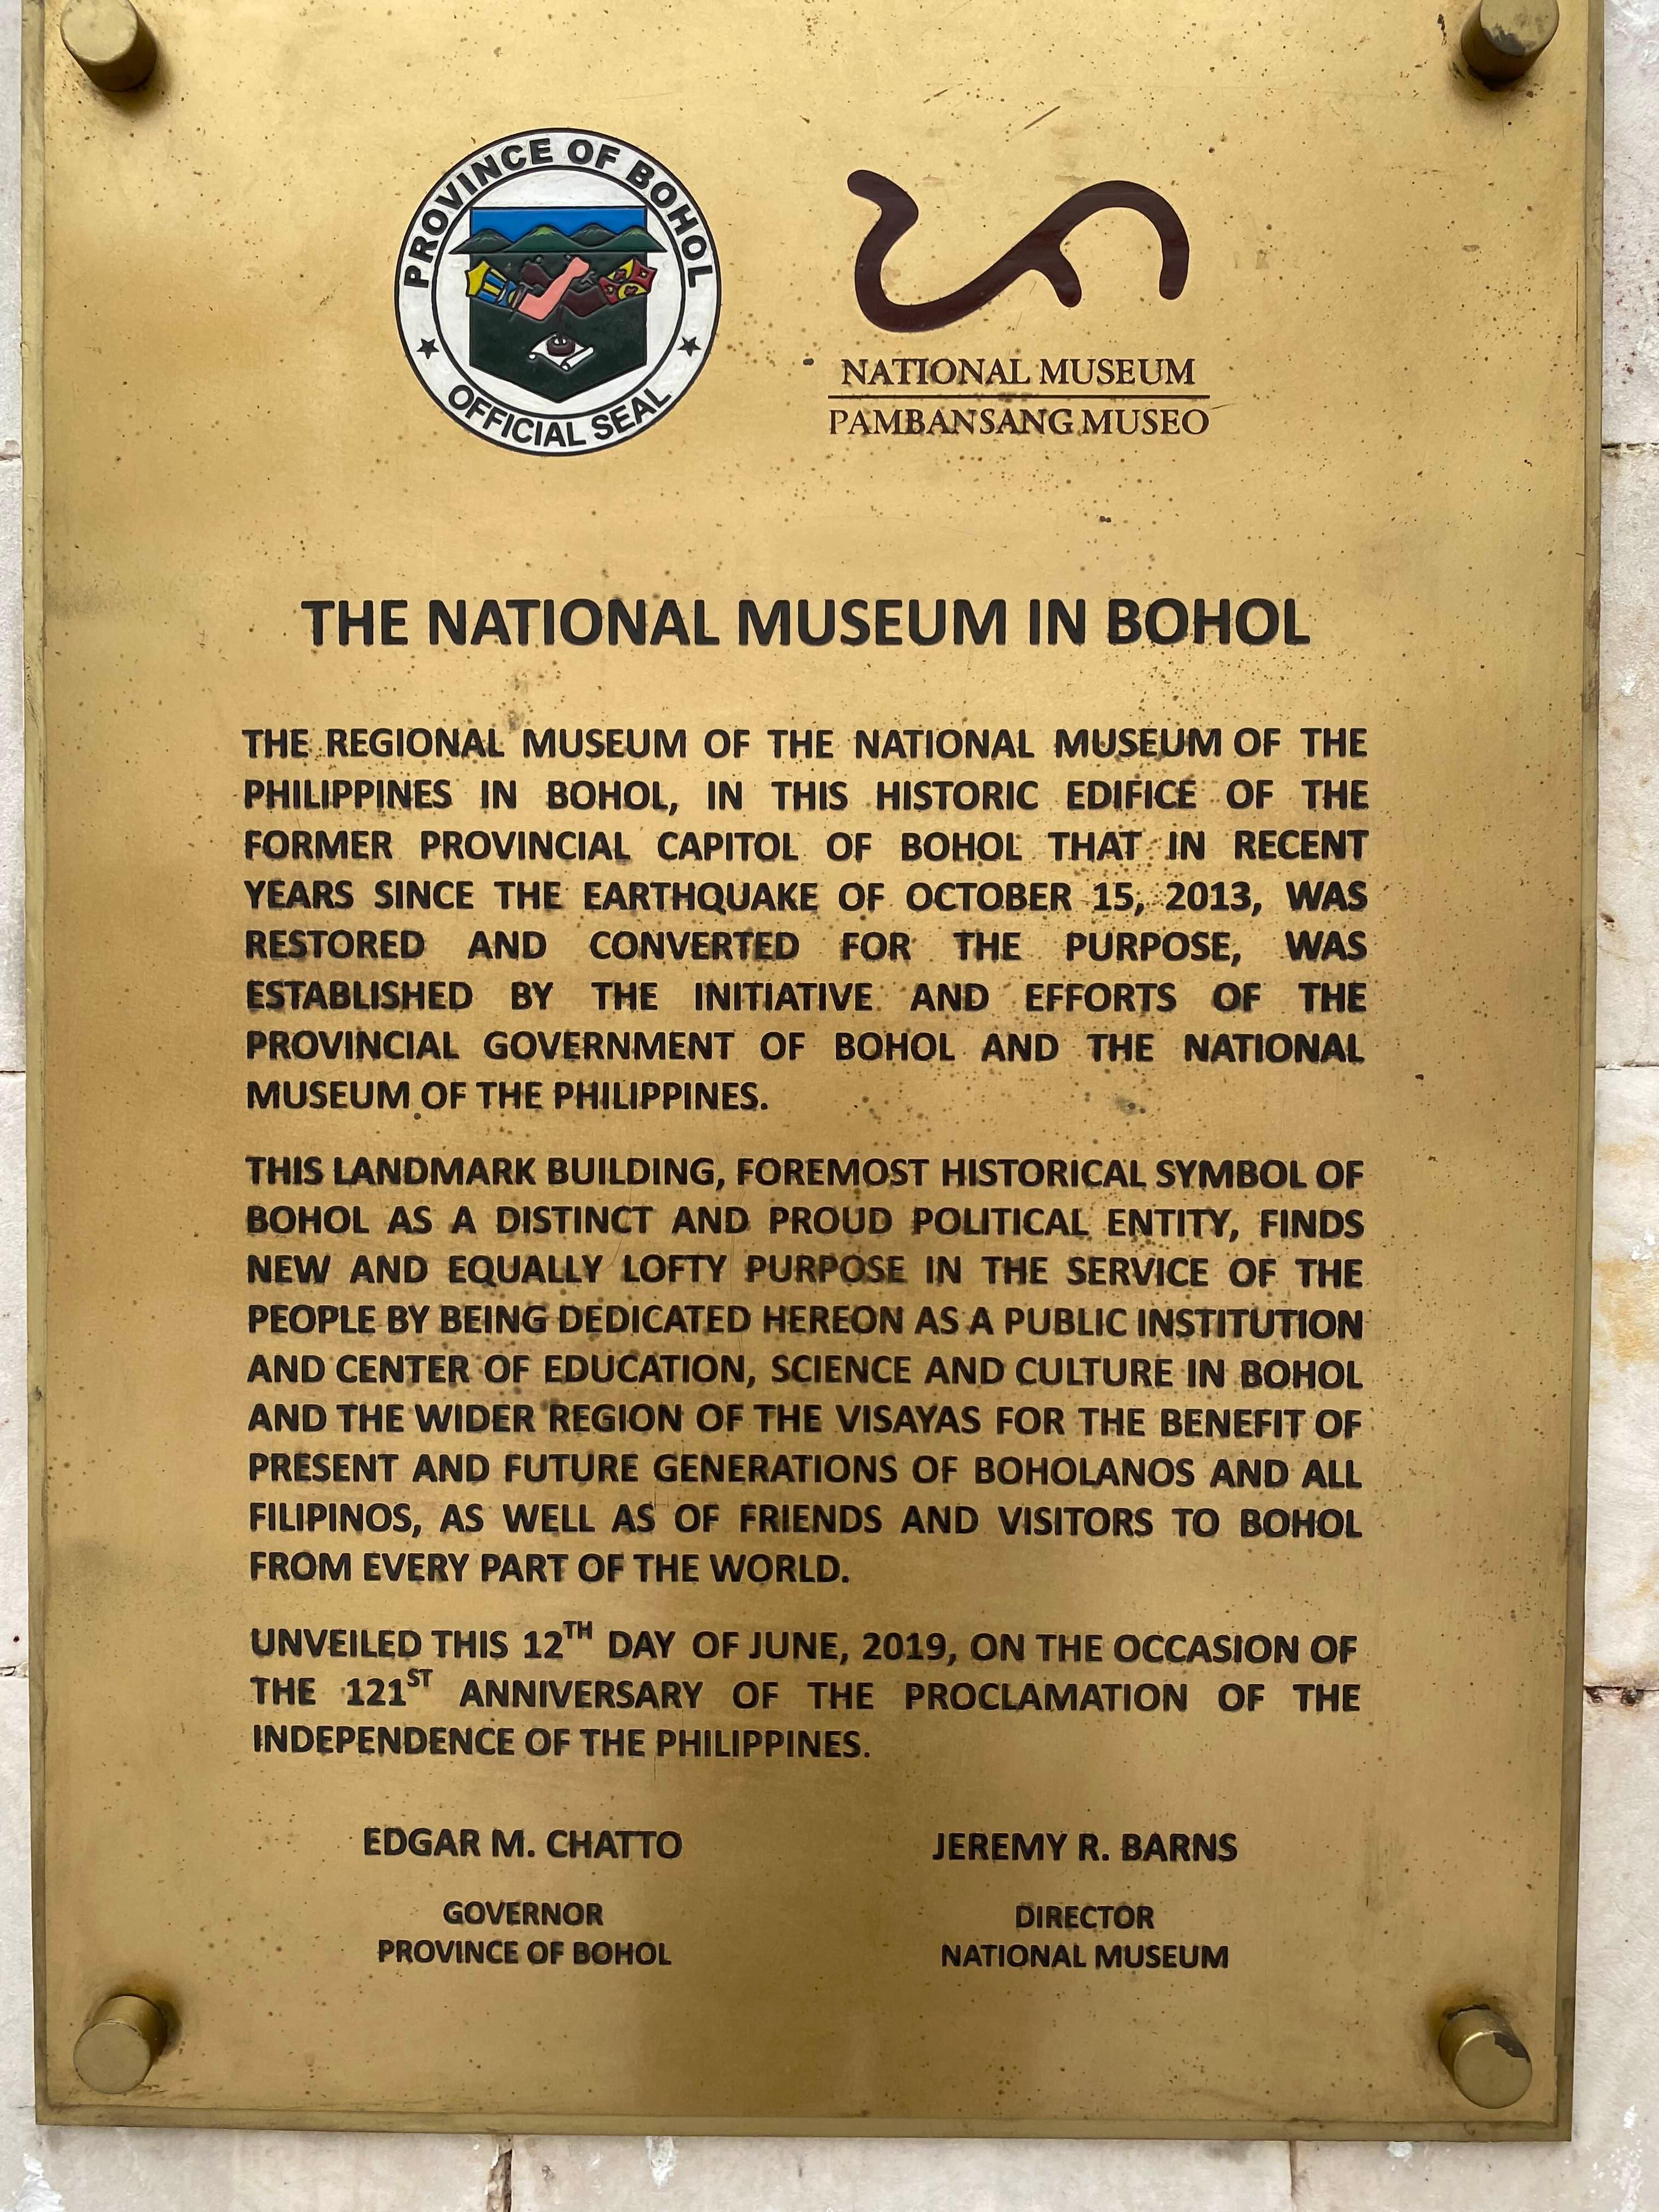 PROVINCE OF BOHOL
OFFICIAL SEAL
NATIONAL MUSEUM
PAMBANSANG MUSEO
THE NATIONAL MUSEUM IN BOHOL
THE REGIONAL MUSEUM OF THE NATIONAL MUSEUM OF THE
PHILIPPINES IN BOHOL, IN THIS HISTORIC EDIFICE OF THE
FORMER PROVINCIAL CAPITOL OF BOHOL THAT IN RECENT
YEARS SINCE THE EARTHQUAKE OF OCTOBER 15, 2013, WAS
RESTORED AND CONVERTED FOR THE PURPOSE, WAS
ESTABLISHED BY THE INITIATIVE AND EFFORTS OF THE
PROVINCIAL GOVERNMENT OF BOHOL AND THE NATIONAL
MUSEUM OF THE PHILIPPINES.
THIS LANDMARK BUILDING, FOREMOST HISTORICAL SYMBOL OF
BOHOL AS A DISTINCT AND PROUD POLITICAL ENTITY, FINDS
NEW AND EQUALLY LOFTY PURPOSE IN THE SERVICE OF THE
PEOPLE BY BEING DEDICATED HEREON AS A PUBLIC INSTITUTION
AND CENTER OF EDUCATION, SCIENCE AND CULTURE IN BOHOL
AND THE WIDER REGION OF THE VISAYAS FOR THE BENEFIT OF
PRESENT AND FUTURE GENERATIONS OF BOHOLANOS AND ALL
FILIPINOS, AS WELL AS OF FRIENDS AND VISITORS TO BOHOL
FROM EVERY PART OF THE WORLD.
UNVEILED THIS 12TH DAY OF JUNE, 2019, ON THE OCCASION OF
THE 121ST ANNIVERSARY OF THE PROCLAMATION OF THE
INDEPENDENCE OF THE PHILIPPINES.
EDGAR M. CHATTO
GOVERNOR
PROVINCE OF BOHOL
JEREMY R. BARNS
DIRECTOR
NATIONAL MUSEUM